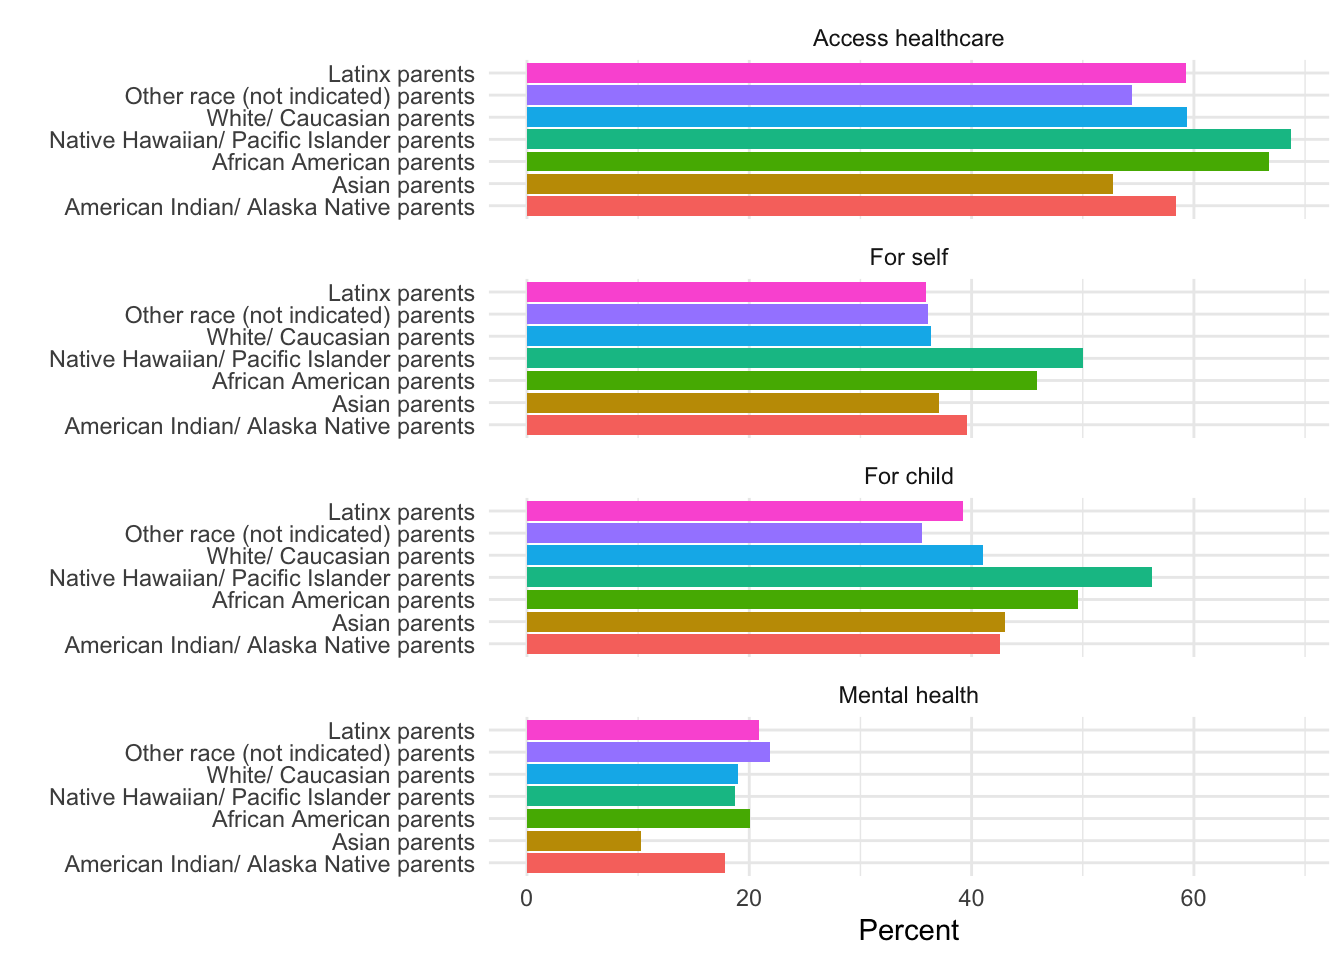 Access healthcare
Latinx parents
Other race (not indicated) parents
White/ Caucasian parents
Native Hawaiian/ Pacific Islander parents
African American parents
Asian parents
American Indian/ Alaska Native parents
For self
Latinx parents
Other race (not indicated) parents
White/ Caucasian parents
Native Hawaiian/ Pacific Islander parents
African American parents
Asian parents
American Indian/ Alaska Native parents
For child
Latinx parents
Other race (not indicated) parents
White/ Caucasian parents
Native Hawaiian/ Pacific Islander parents
African American parents
Asian parents
American Indian/ Alaska Native parents
Mental health
Latinx parents
Other race (not indicated) parents
White/ Caucasian parents
Native Hawaiian/ Pacific Islander parents
African American parents
Asian parents
American Indian/ Alaska Native parents
0 20 40 60
Percent